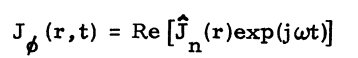 J_ϕ (r,t) = Re [Ĵ_n(r)exp(jωt)]